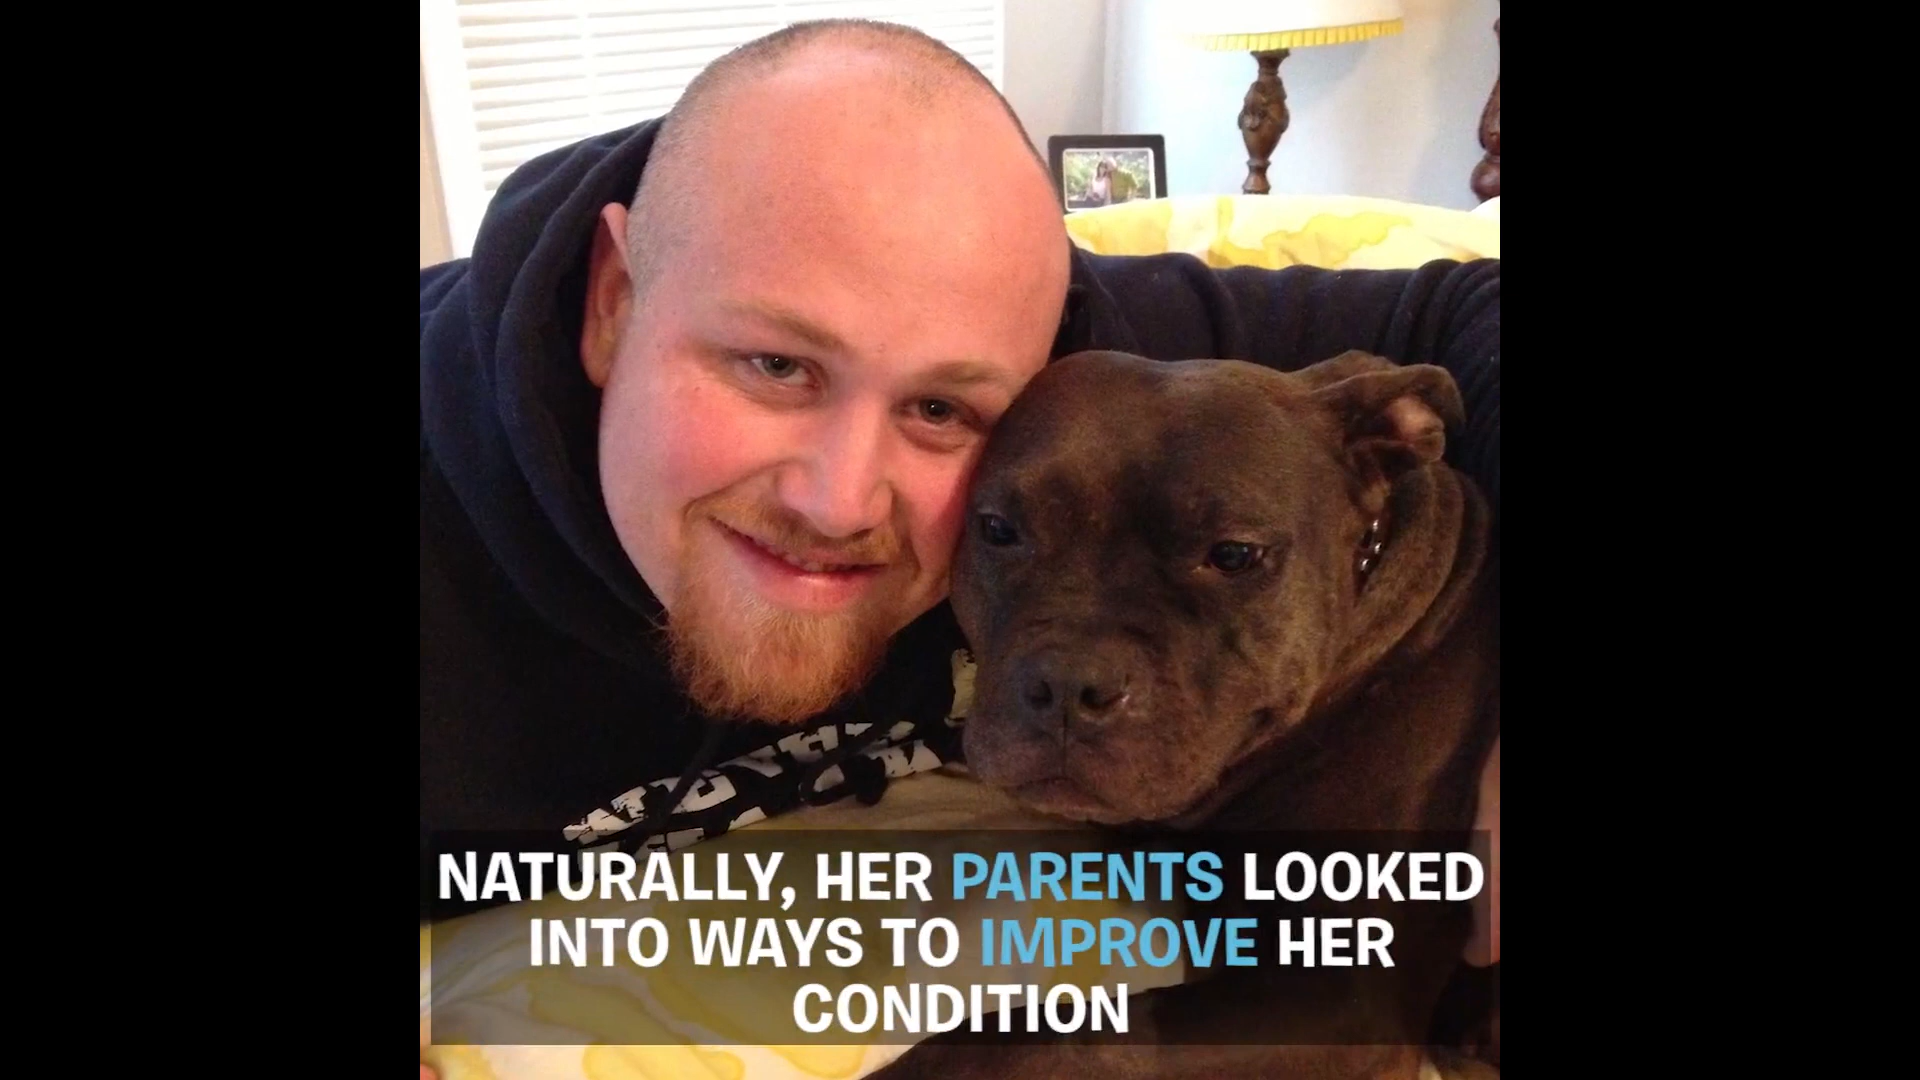 NATURALLY, HER PARENTS LOOKED
INTO WAYS TO IMPROVE HER
CONDITION